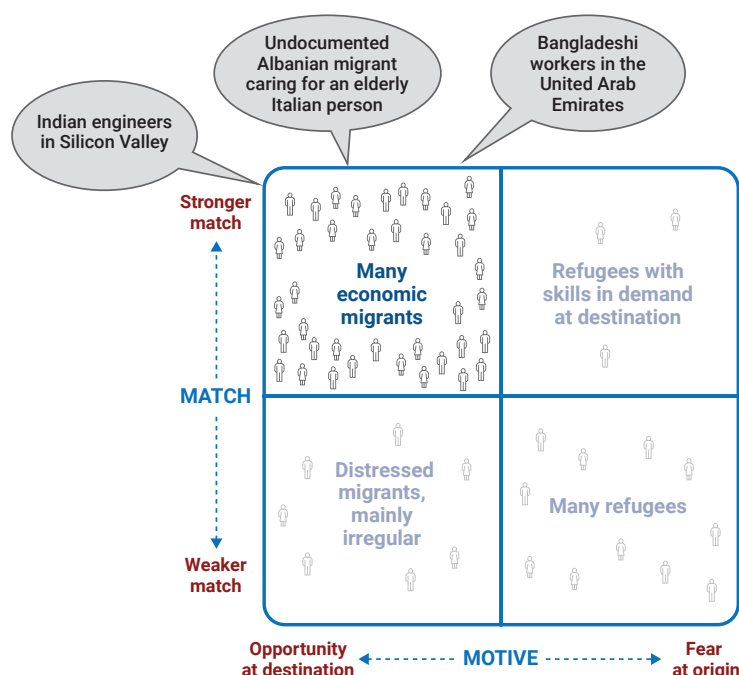 Undocumented
Albanian migrant
caring for an elderly
Italian person
Bangladeshi
workers in the
United Arab
Emirates
Indian engineers
in Silicon Valley
Stronger
match
Many
economic
migrants
Refugees with
skills in demand
at destination
MATCH
Distressed
migrants,
mainly
irregular
Many refugees
Weaker
match
Opportunity
at destination
MOTIVE
Fear
at origin